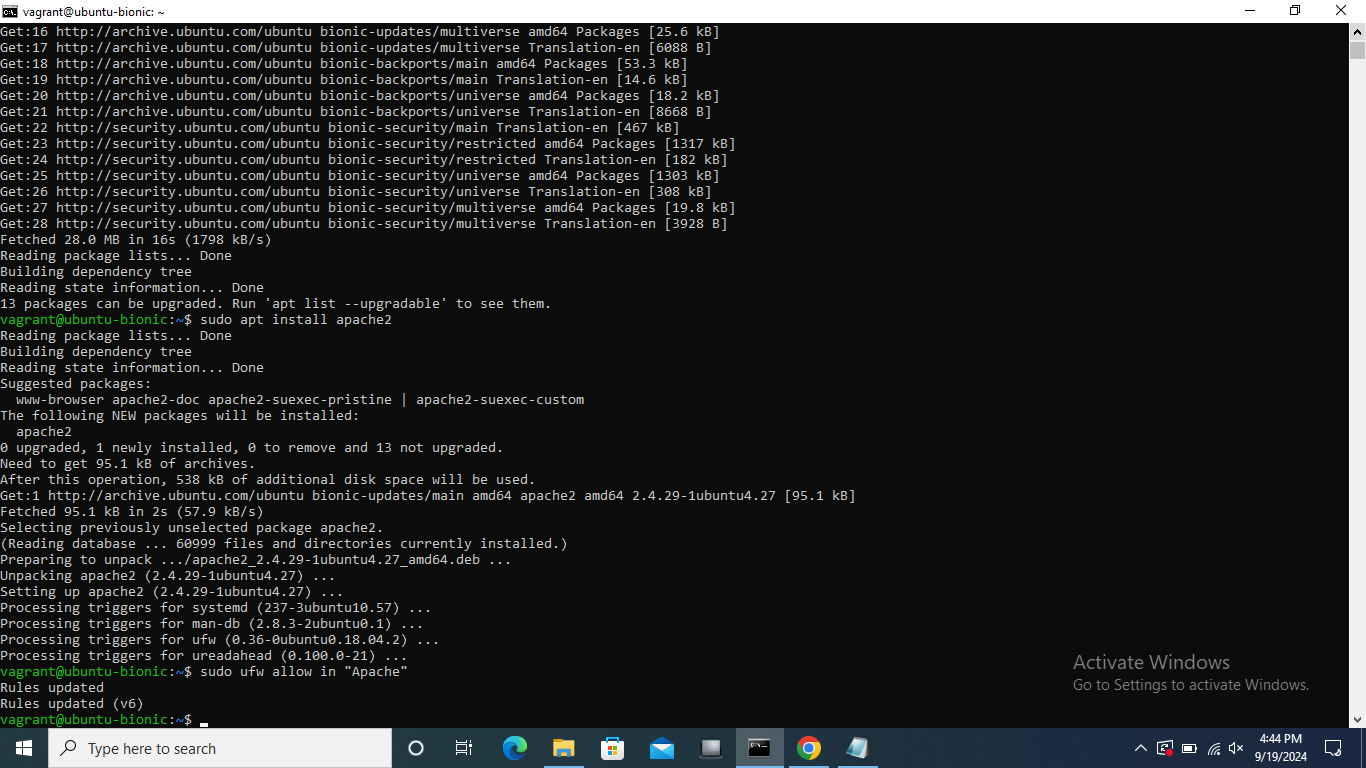 vagrant@ubuntu-bionic: ~
Get:16 http://archive.ubuntu.com/ubuntu bionic-updates/multiverse amd64 Packages [25.6 kB]
Get:17 http://archive.ubuntu.com/ubuntu bionic-updates/multiverse Translation-en [6088 B]
Get:18 http://archive.ubuntu.com/ubuntu bionic-backports/main amd64 Packages [53.3 kB]
Get:19 http://archive.ubuntu.com/ubuntu bionic-backports/main Translation-en [14.6 kB]
Get:20 http://archive.ubuntu.com/ubuntu bionic-backports/universe amd64 Packages [18.2 kB]
Get:21 http://archive.ubuntu.com/ubuntu bionic-backports/universe Translation-en [8668 B]
Get:22 http://security.ubuntu.com/ubuntu bionic-security/main Translation-en [467 kB]
Get:23 http://security.ubuntu.com/ubuntu bionic-security/restricted amd64 Packages [1317 kB]
Get:24 http://security.ubuntu.com/ubuntu bionic-security/restricted Translation-en [182 kB]
Get:25 http://security.ubuntu.com/ubuntu bionic-security/universe amd64 Packages [1303 kB]
Get:26 http://security.ubuntu.com/ubuntu bionic-security/universe Translation-en [308 kB]
Get:27 http://security.ubuntu.com/ubuntu bionic-security/multiverse amd64 Packages [19.8 kB]
Get:28 http://security.ubuntu.com/ubuntu bionic-security/multiverse Translation-en [3928 B]
Fetched 28.0 MB in 16s (1798 kB/s)
Reading package lists... Done
Building dependency tree
Reading state information... Done
13 packages can be upgraded. Run 'apt list --upgradable' to see them.
vagrant@ubuntu-bionic:~$ sudo apt install apache2
Reading package lists... Done
Building dependency tree
Reading state information... Done
Suggested packages:
  www-browser apache2-doc apache2-suexec-pristine | apache2-suexec-custom
The following NEW packages will be installed:
  apache2
0 upgraded, 1 newly installed, 0 to remove and 13 not upgraded.
Need to get 95.1 kB of archives.
After this operation, 538 kB of additional disk space will be used.
Get:1 http://archive.ubuntu.com/ubuntu bionic-updates/main amd64 apache2 amd64 2.4.29-1ubuntu4.27 [95.1 kB]
Fetched 95.1 kB in 2s (57.9 kB/s)
Selecting previously unselected package apache2.
(Reading database ... 60999 files and directories currently installed.)
Preparing to unpack .../apache2_2.4.29-1ubuntu4.27_amd64.deb ...
Unpacking apache2 (2.4.29-1ubuntu4.27) ...
Setting up apache2 (2.4.29-1ubuntu4.27) ...
Processing triggers for systemd (237-3ubuntu10.57) ...
Processing triggers for man-db (2.8.3-2ubuntu0.1) ...
Processing triggers for ufw (0.36-0ubuntu0.18.04.2) ...
Processing triggers for ureadahead (0.100.0-21) ...
vagrant@ubuntu-bionic:~$ sudo ufw allow in "Apache"
Rules updated
Rules updated (v6)
vagrant@ubuntu-bionic:~$
Activate Windows
Go to Settings to activate Windows.
Type here to search
4:44 PM
9/19/2024